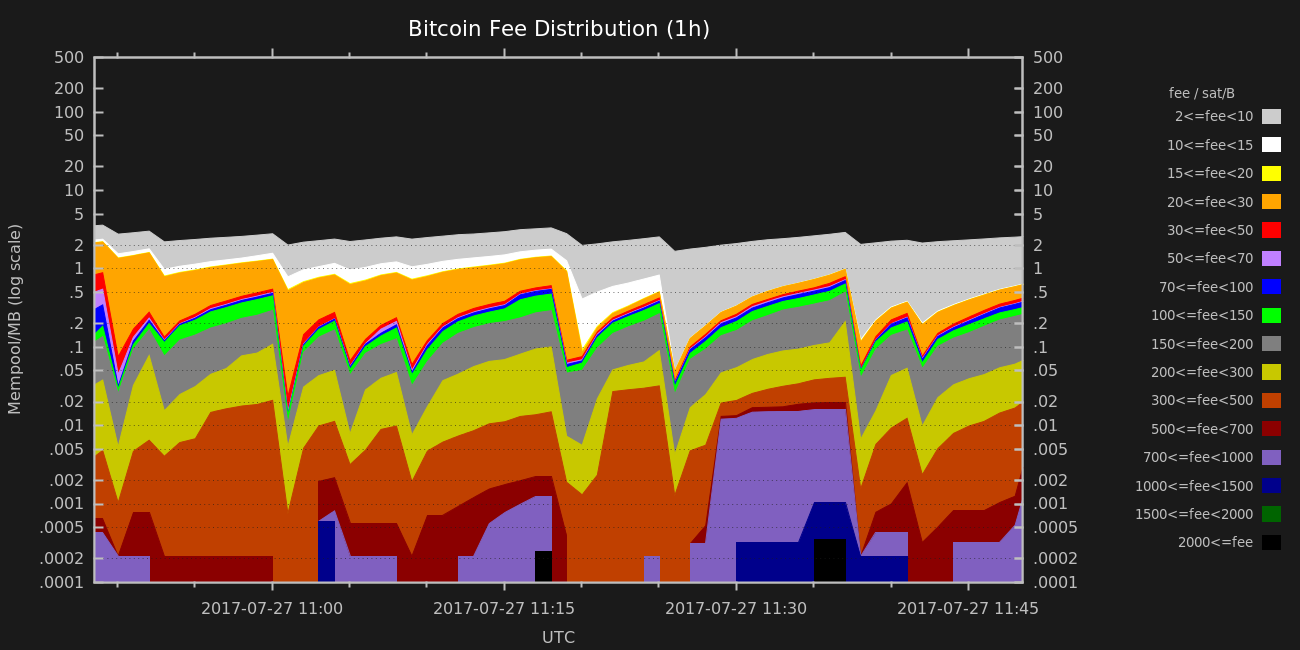 Bitcoin Fee Distribution (1h)
Mempool/MB (log scale)
500
200
100
50
20
10
5
2
1
.5
.2
.1
.05
.02
.01
.005
.002
.001
.0005
.0002
.0001
500
200
100
50
20
10
5
2
1
.5
.2
.1
.05
.02
.01
.005
.002
.001
.0005
.0002
.0001
2017-07-27 11:00
2017-07-27 11:15
2017-07-27 11:30
2017-07-27 11:45
UTC
fee / sat/B
2<=fee<10
10<=fee<15
15<=fee<20
20<=fee<30
30<=fee<50
50<=fee<70
70<=fee<100
100<=fee<150
150<=fee<200
200<=fee<300
300<=fee<500
500<=fee<700
700<=fee<1000
1000<=fee<1500
1500<=fee<2000
2000<=fee